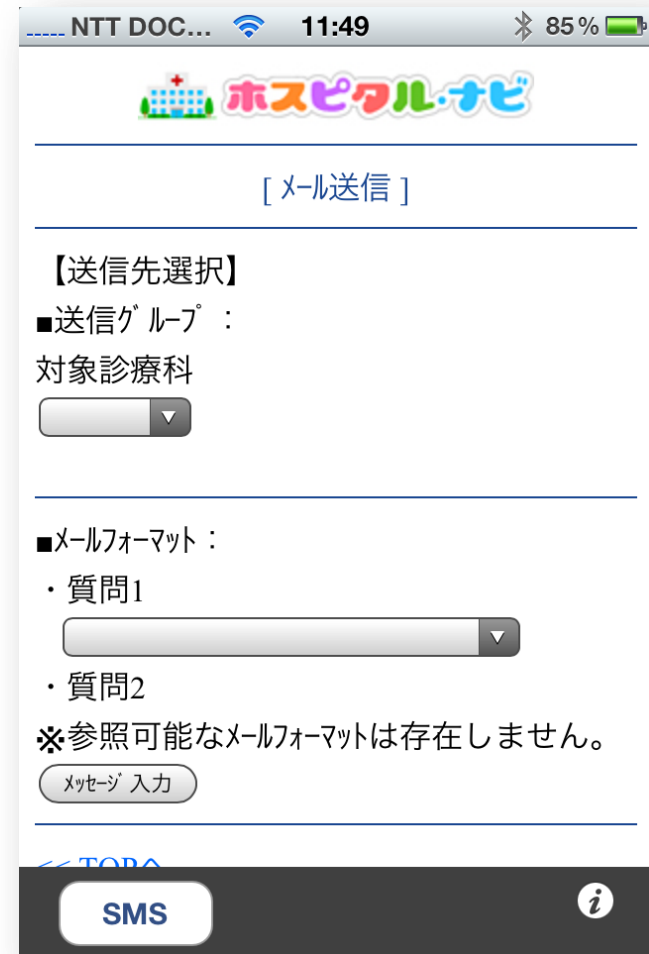 NTT DOC... 11:49 85%
ホスピタル・ナビ
[ ﾒｰﾙ送信 ]
【送信先選択】
■送信ｸﾞﾙｰﾌﾟ：
対象診療科
■ﾒｰﾙﾌｫｰﾏｯﾄ：
・質問1
・質問2
※参照可能なﾒｰﾙﾌｫｰﾏｯﾄは存在しません。
ﾒｯｾｰｼﾞ入力
<< TOPへ
SMS